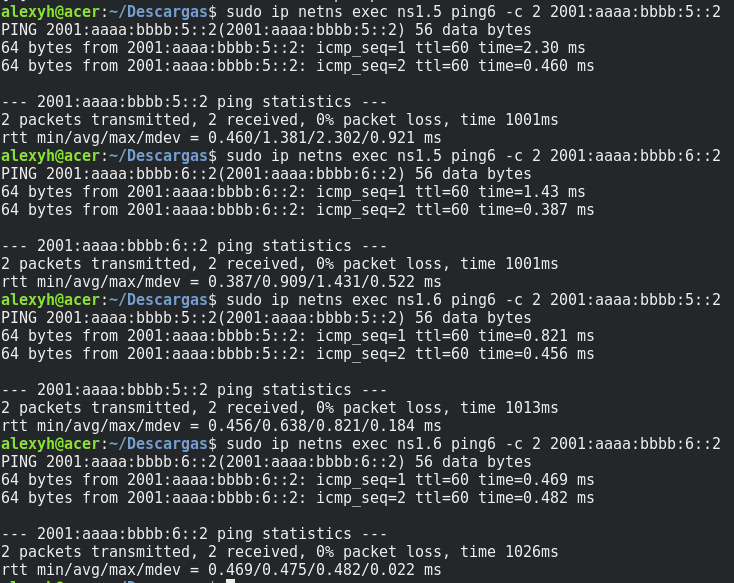 alexyh@acer:~/Descargas$ sudo ip netns exec ns1.5 ping6 -c 2 2001:aaaa:bbbb:5::2
PING 2001:aaaa:bbbb:5::2(2001:aaaa:bbbb:5::2) 56 data bytes
64 bytes from 2001:aaaa:bbbb:5::2: icmp_seq=1 ttl=60 time=2.30 ms
64 bytes from 2001:aaaa:bbbb:5::2: icmp_seq=2 ttl=60 time=0.460 ms
--- 2001:aaaa:bbbb:5::2 ping statistics ---
2 packets transmitted, 2 received, 0% packet loss, time 1001ms
rtt min/avg/max/mdev = 0.460/1.381/2.302/0.921 ms
alexyh@acer:~/Descargas$ sudo ip netns exec ns1.5 ping6 -c 2 2001:aaaa:bbbb:6::2
PING 2001:aaaa:bbbb:6::2(2001:aaaa:bbbb:6::2) 56 data bytes
64 bytes from 2001:aaaa:bbbb:6::2: icmp_seq=1 ttl=60 time=1.43 ms
64 bytes from 2001:aaaa:bbbb:6::2: icmp_seq=2 ttl=60 time=0.387 ms
--- 2001:aaaa:bbbb:6::2 ping statistics ---
2 packets transmitted, 2 received, 0% packet loss, time 1001ms
rtt min/avg/max/mdev = 0.387/0.909/1.431/0.522 ms
alexyh@acer:~/Descargas$ sudo ip netns exec ns1.6 ping6 -c 2 2001:aaaa:bbbb:5::2
PING 2001:aaaa:bbbb:5::2(2001:aaaa:bbbb:5::2) 56 data bytes
64 bytes from 2001:aaaa:bbbb:5::2: icmp_seq=1 ttl=60 time=0.821 ms
64 bytes from 2001:aaaa:bbbb:5::2: icmp_seq=2 ttl=60 time=0.456 ms
--- 2001:aaaa:bbbb:5::2 ping statistics ---
2 packets transmitted, 2 received, 0% packet loss, time 1013ms
rtt min/avg/max/mdev = 0.456/0.638/0.821/0.184 ms
alexyh@acer:~/Descargas$ sudo ip netns exec ns1.6 ping6 -c 2 2001:aaaa:bbbb:6::2
PING 2001:aaaa:bbbb:6::2(2001:aaaa:bbbb:6::2) 56 data bytes
64 bytes from 2001:aaaa:bbbb:6::2: icmp_seq=1 ttl=60 time=0.469 ms
64 bytes from 2001:aaaa:bbbb:6::2: icmp_seq=2 ttl=60 time=0.482 ms
--- 2001:aaaa:bbbb:6::2 ping statistics ---
2 packets transmitted, 2 received, 0% packet loss, time 1026ms
rtt min/avg/max/mdev = 0.469/0.475/0.482/0.022 ms